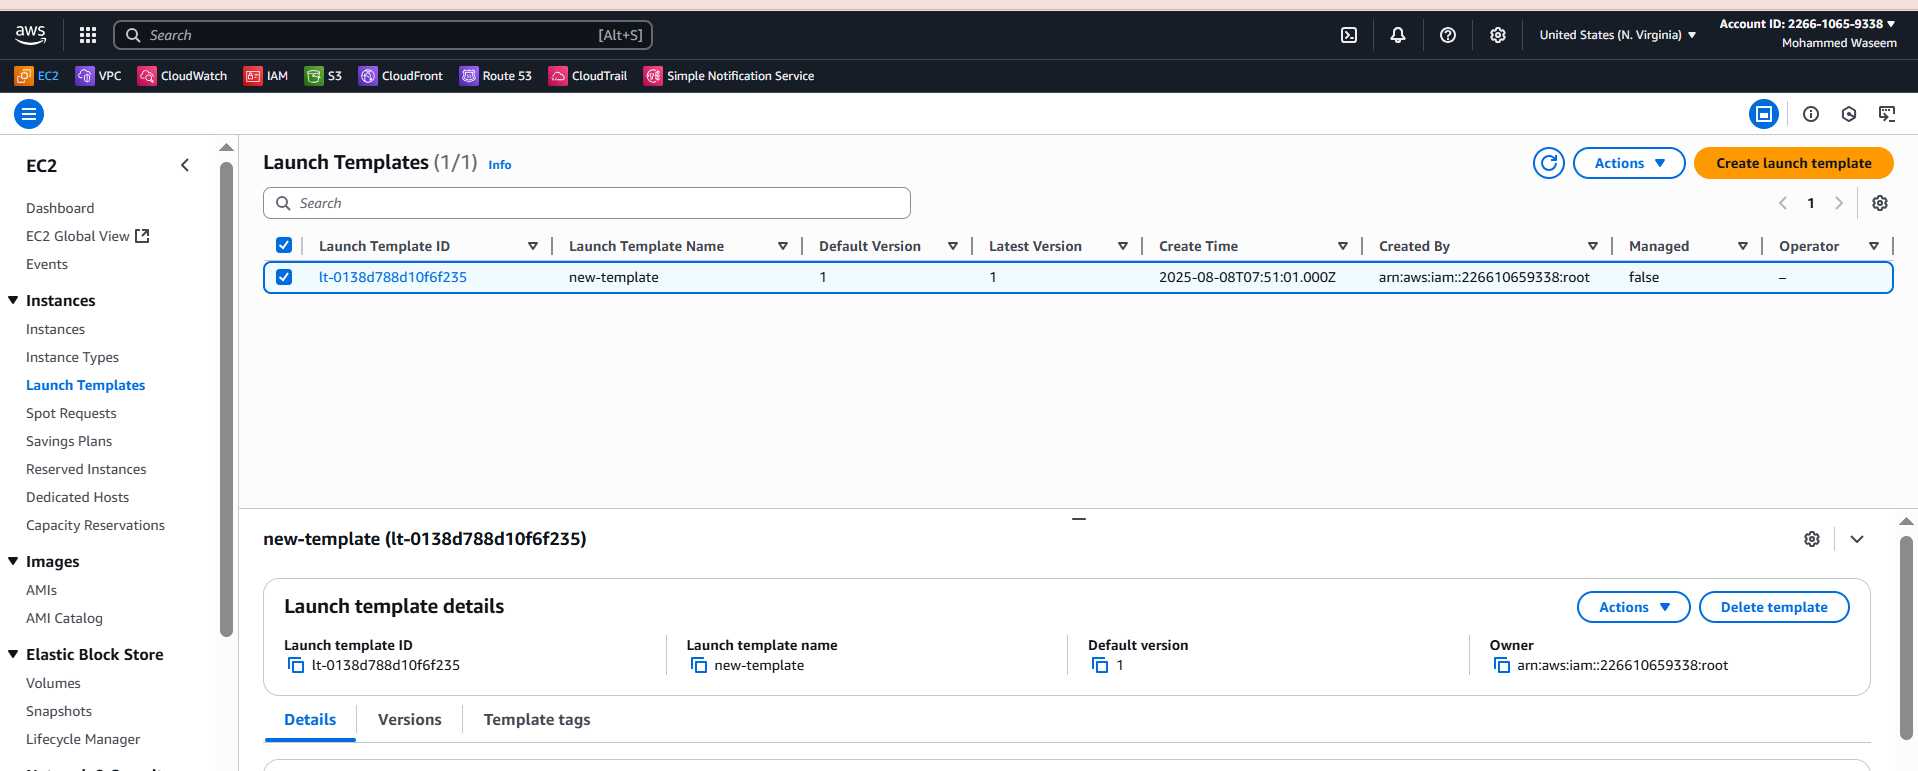 aws
Search [Alt+S]
United States (N. Virginia) ▼
Account ID: 2266-1065-9338 ▼
Mohammed Waseem
EC2 VPC CloudWatch IAM S3 CloudFront Route 53 CloudTrail Simple Notification Service
EC2
Dashboard
EC2 Global View
Events
Instances
Instances
Instance Types
Launch Templates
Spot Requests
Savings Plans
Reserved Instances
Dedicated Hosts
Capacity Reservations
Images
AMIs
AMI Catalog
Elastic Block Store
Volumes
Snapshots
Lifecycle Manager
Launch Templates (1/1) Info
Actions Create launch template
Search
1
Launch Template ID Launch Template Name Default Version Latest Version Create Time Created By Managed Operator
lt-0138d788d10f6f235 new-template 1 1 2025-08-08T07:51:01.000Z arn:aws:iam::226610659338:root false –
new-template (lt-0138d788d10f6f235)
Launch template details
Actions Delete template
Launch template ID
lt-0138d788d10f6f235
Launch template name
new-template
Default version
1
Owner
arn:aws:iam::226610659338:root
Details Versions Template tags